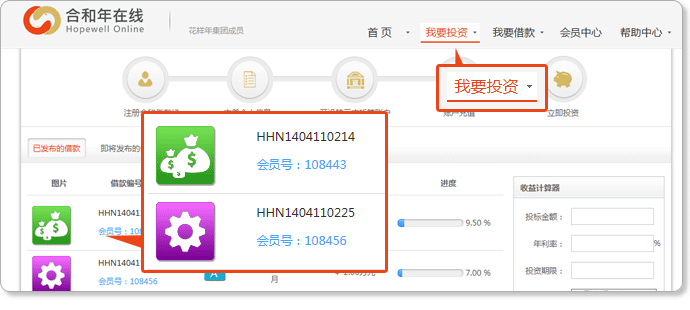 合和年在线
Hopewell Online
花样年集团成员
首 页
我要投资
我要借款
会员中心
帮助中心
我要投资
立即投资
已发布的借款
即将发布的
图片
借款编号
进度
收益计算器
HHN1404110214
会员号：108443
HHN1404110225
会员号：108456
HHN14041
会员号：10
9.50 %
HHN14041
会员号：108456
月
7.00 %
投标金额：
年利率：
%
投资期限：